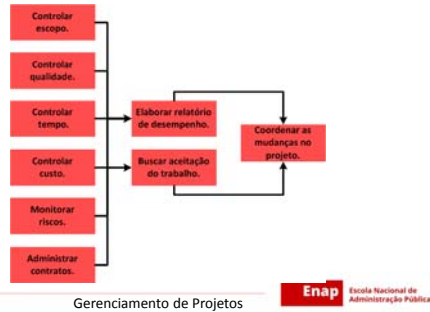 Controlar
escopo.
Controlar
qualidade.
Controlar
tempo.
Controlar
custo.
Monitorar
riscos.
Administrar
contratos.
Elaborar relatório
de desempenho.
Buscar aceitação
do trabalho.
Coordenar as
mudanças no
projeto.
Gerenciamento de Projetos
Enap
Escola Nacional de
Administração Pública